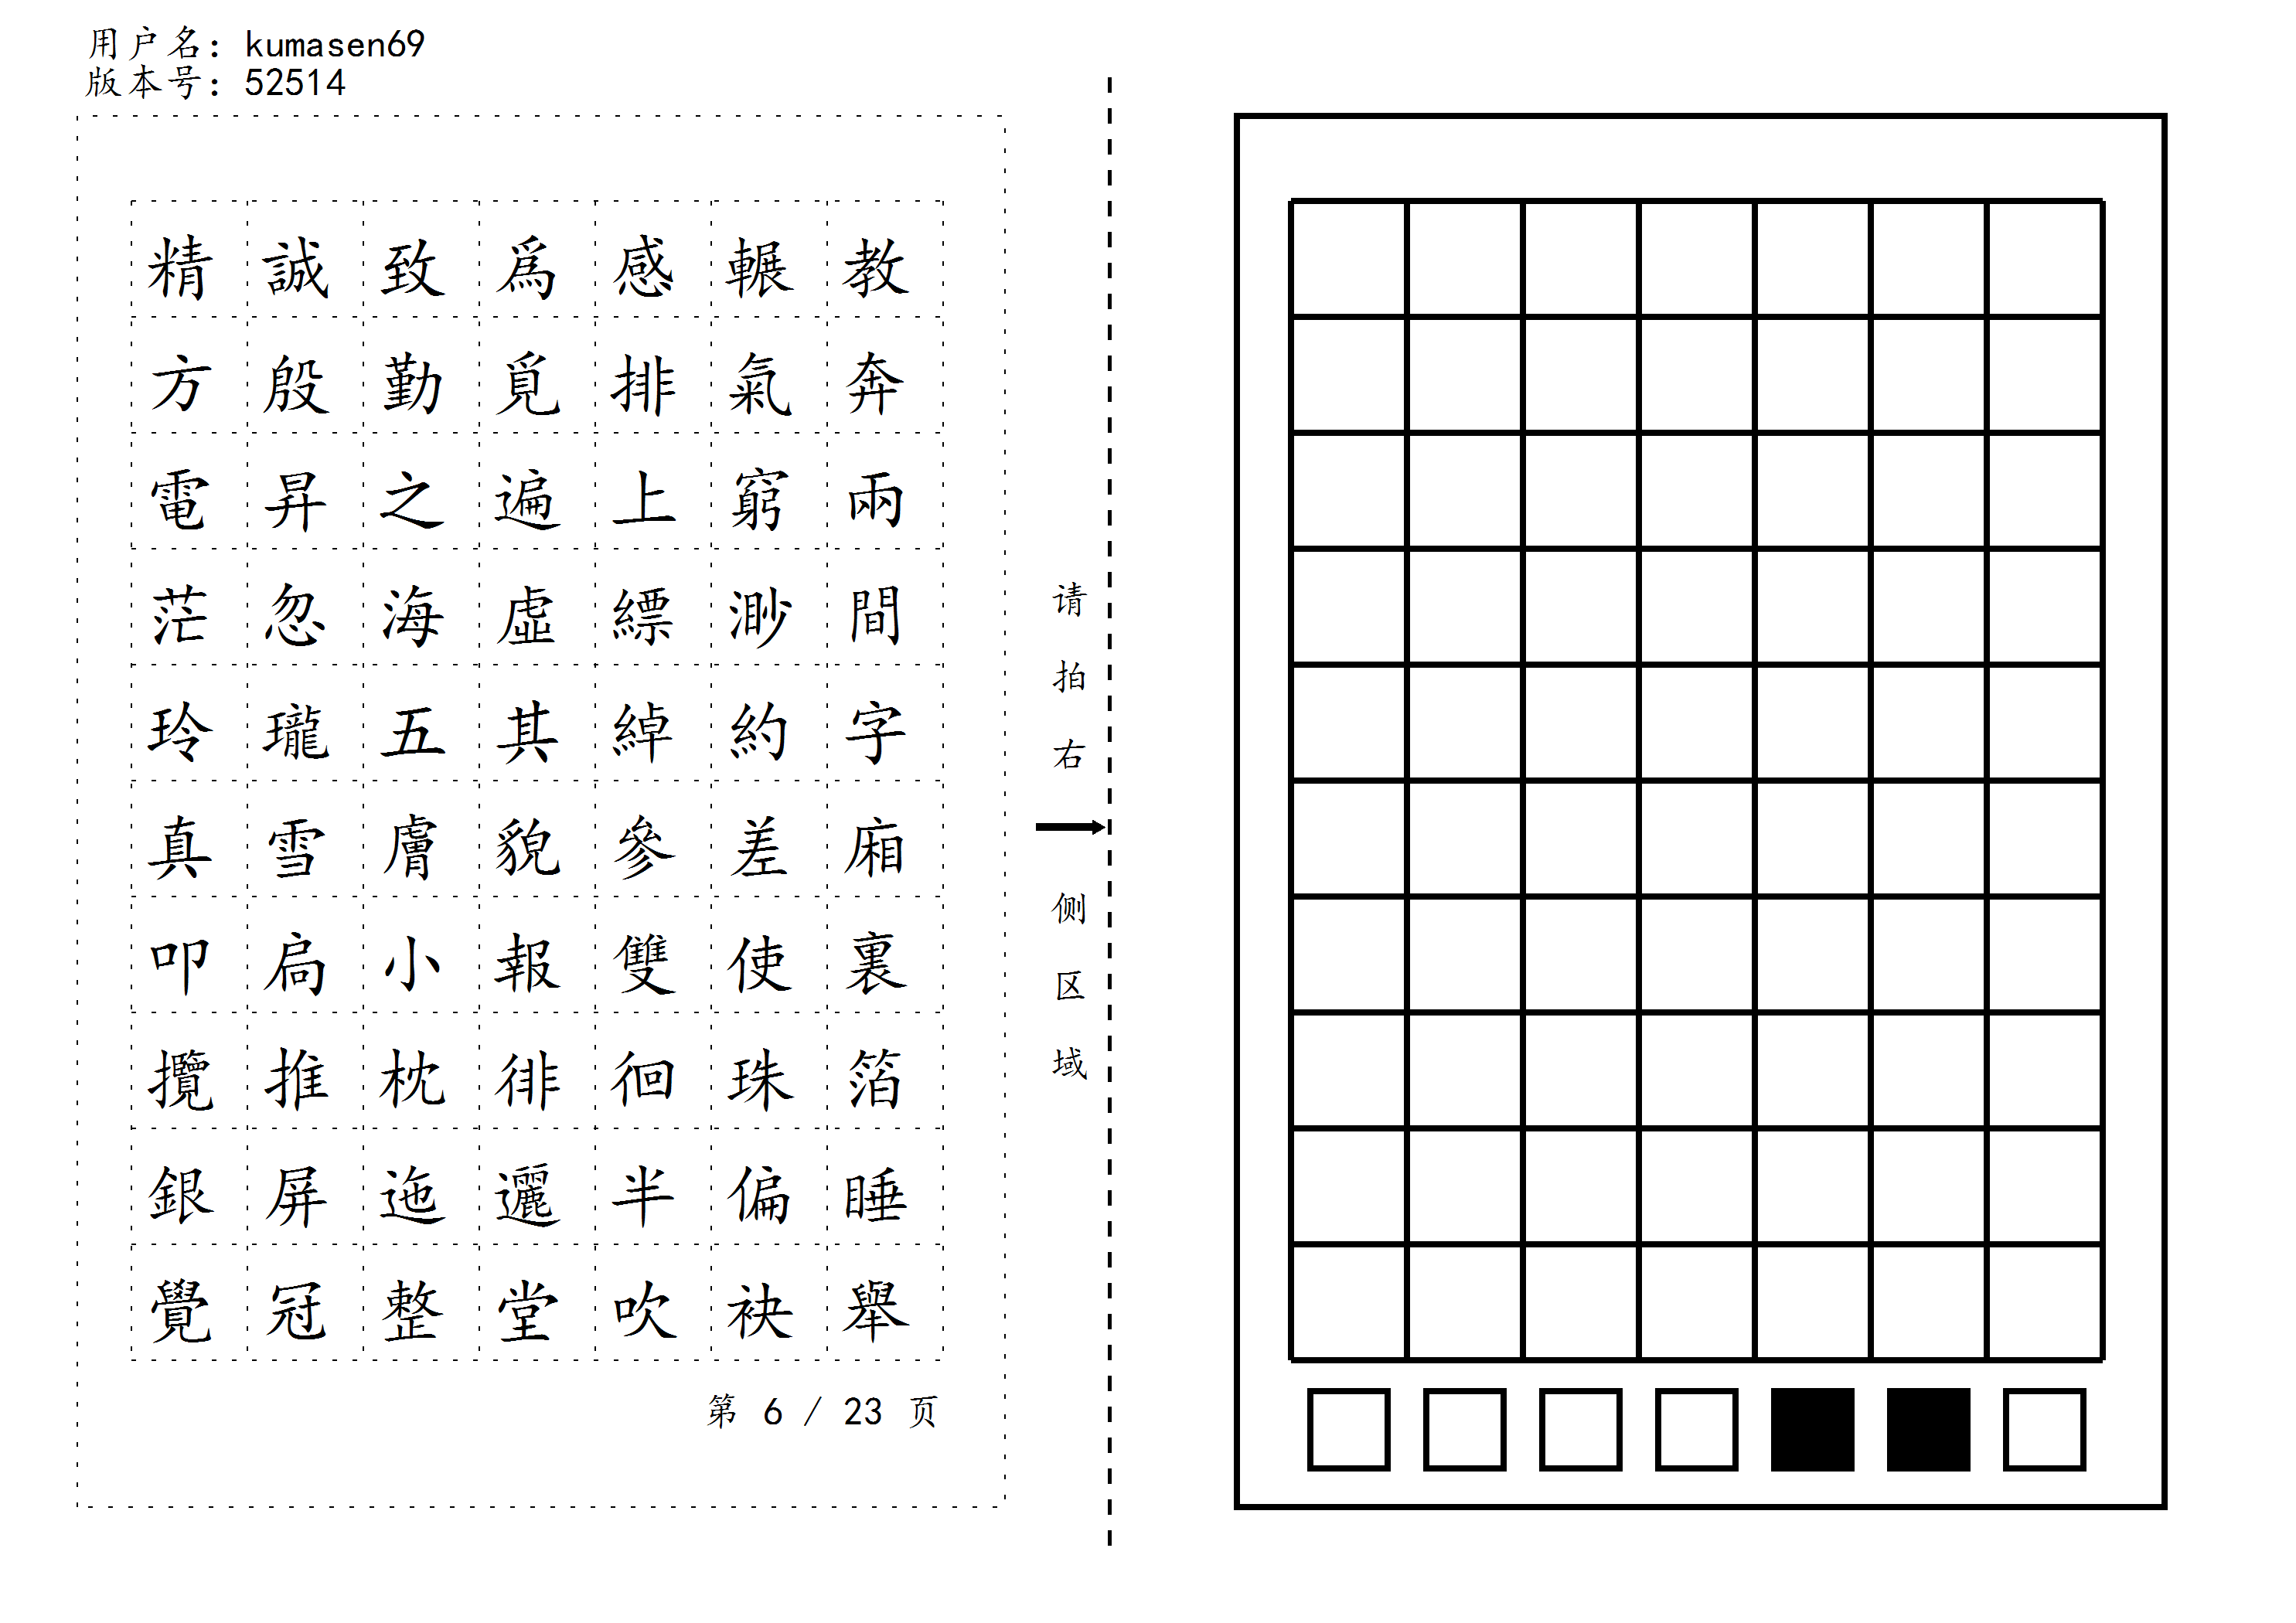 用户名: kumasen69
版本号: 52514
精誠致爲感輾教
方殷勤覓排氣奔
電昇之遍上窮兩
茫忽海虛縹渺間
玲瓏五其綽約字
真雪膚貌參差廂
叩扃小報雙使裏
攬推枕徘徊珠箔
銀屏迤邐半偏睡
覺冠整堂吹袂舉
第 6 / 23 页
请拍右侧区域